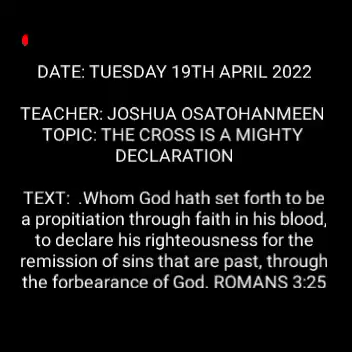 DATE: TUESDAY 19TH APRIL 2022
TEACHER: JOSHUA OSATOHANMEEN
TOPIC: THE CROSS IS A MIGHTY
DECLARATION
TEXT: .Whom God hath set forth to be
a propitiation through faith in his blood,
to declare his righteousness for the
remission of sins that are past, through
the forbearance of God. ROMANS 3:25